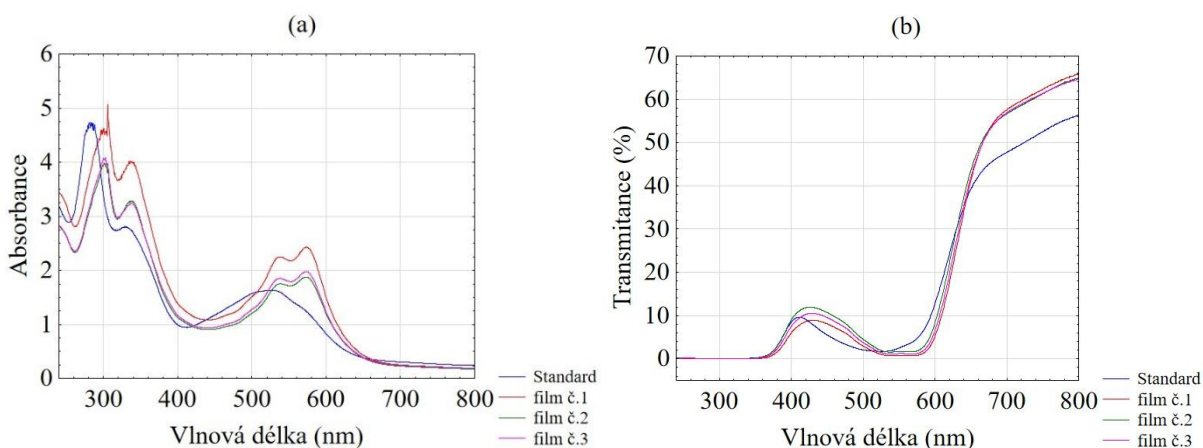 (a)
6
5
4
3
2
1
0
Absorbance
300 400 500 600 700 800
Vlnová délka (nm)
Standard
film č.1
film č.2
film č.3
(b)
70
60
50
40
30
20
10
0
Transmitance (%)
300 400 500 600 700 800
Vlnová délka (nm)
Standard
film č.1
film č.2
film č.3